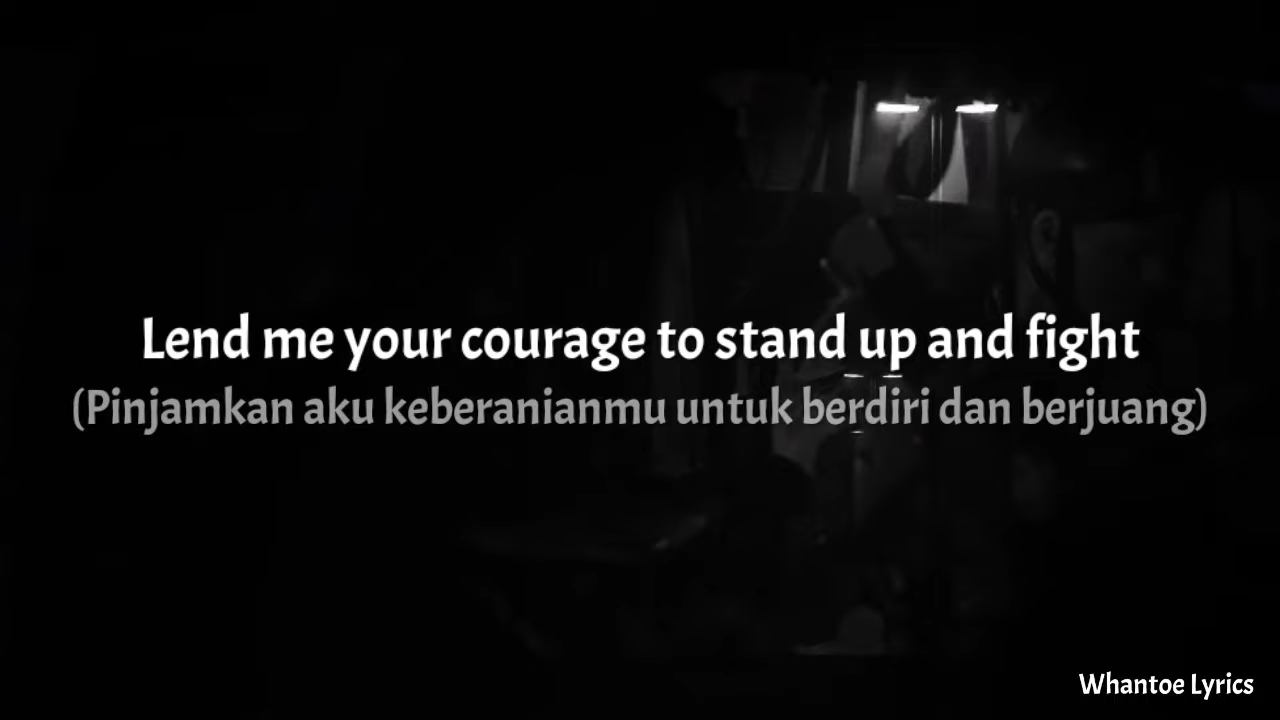 Lend me your courage to stand up and fight
(Pinjamkan aku keberanianmu untuk berdiri dan berjuang)
Whantoe Lyrics